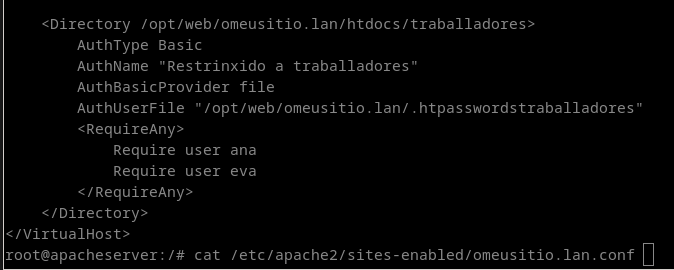 <Directory /opt/web/omeusitio.lan/htdocs/traballadores>
AuthType Basic
AuthName "Restrinxido a traballadores"
AuthBasicProvider file
AuthUserFile "/opt/web/omeusitio.lan/.htpasswordstraballadores"
<RequireAny>
Require user ana
Require user eva
</RequireAny>
</Directory>
</VirtualHost>
root@apacheserver:/# cat /etc/apache2/sites-enabled/omeusitio.lan.conf